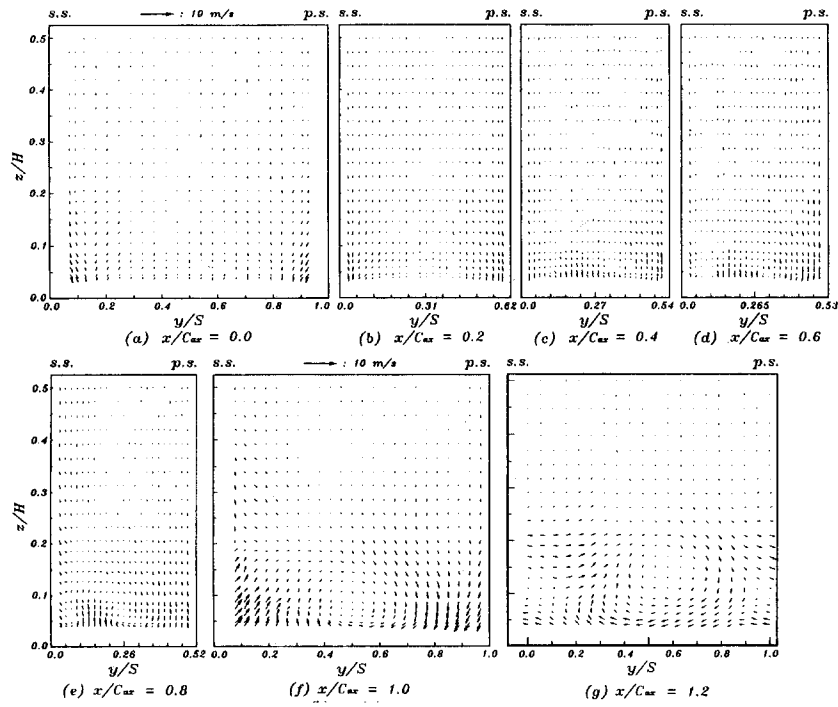 s.s. : 10 m/s p.s. s.s. p.s. s.s. p.s. s.s. p.s.
0.5
0.4
0.3
z/H
0.2
0.1
0.0
0.0 0.2 0.4 0.6 0.8 1.0 0.0 0.31 0.62 0.0 0.27 0.54 0.0 0.265 0.53
y/S y/S y/S y/S
(a) x/Cax = 0.0 (b) x/Cax = 0.2 (c) x/Cax = 0.4 (d) x/Cax = 0.6
s.s. p.s. s.s. : 10 m/s p.s. s.s. p.s.
0.5
0.4
0.3
z/H
0.2
0.1
0.0
0.0 0.26 0.52 0.0 0.2 0.4 0.6 0.8 1.0 0.0 0.2 0.4 0.6 0.8 1.0
y/S y/S y/S
(e) x/Cax = 0.8 (f) x/Cax = 1.0 (g) x/Cax = 1.2